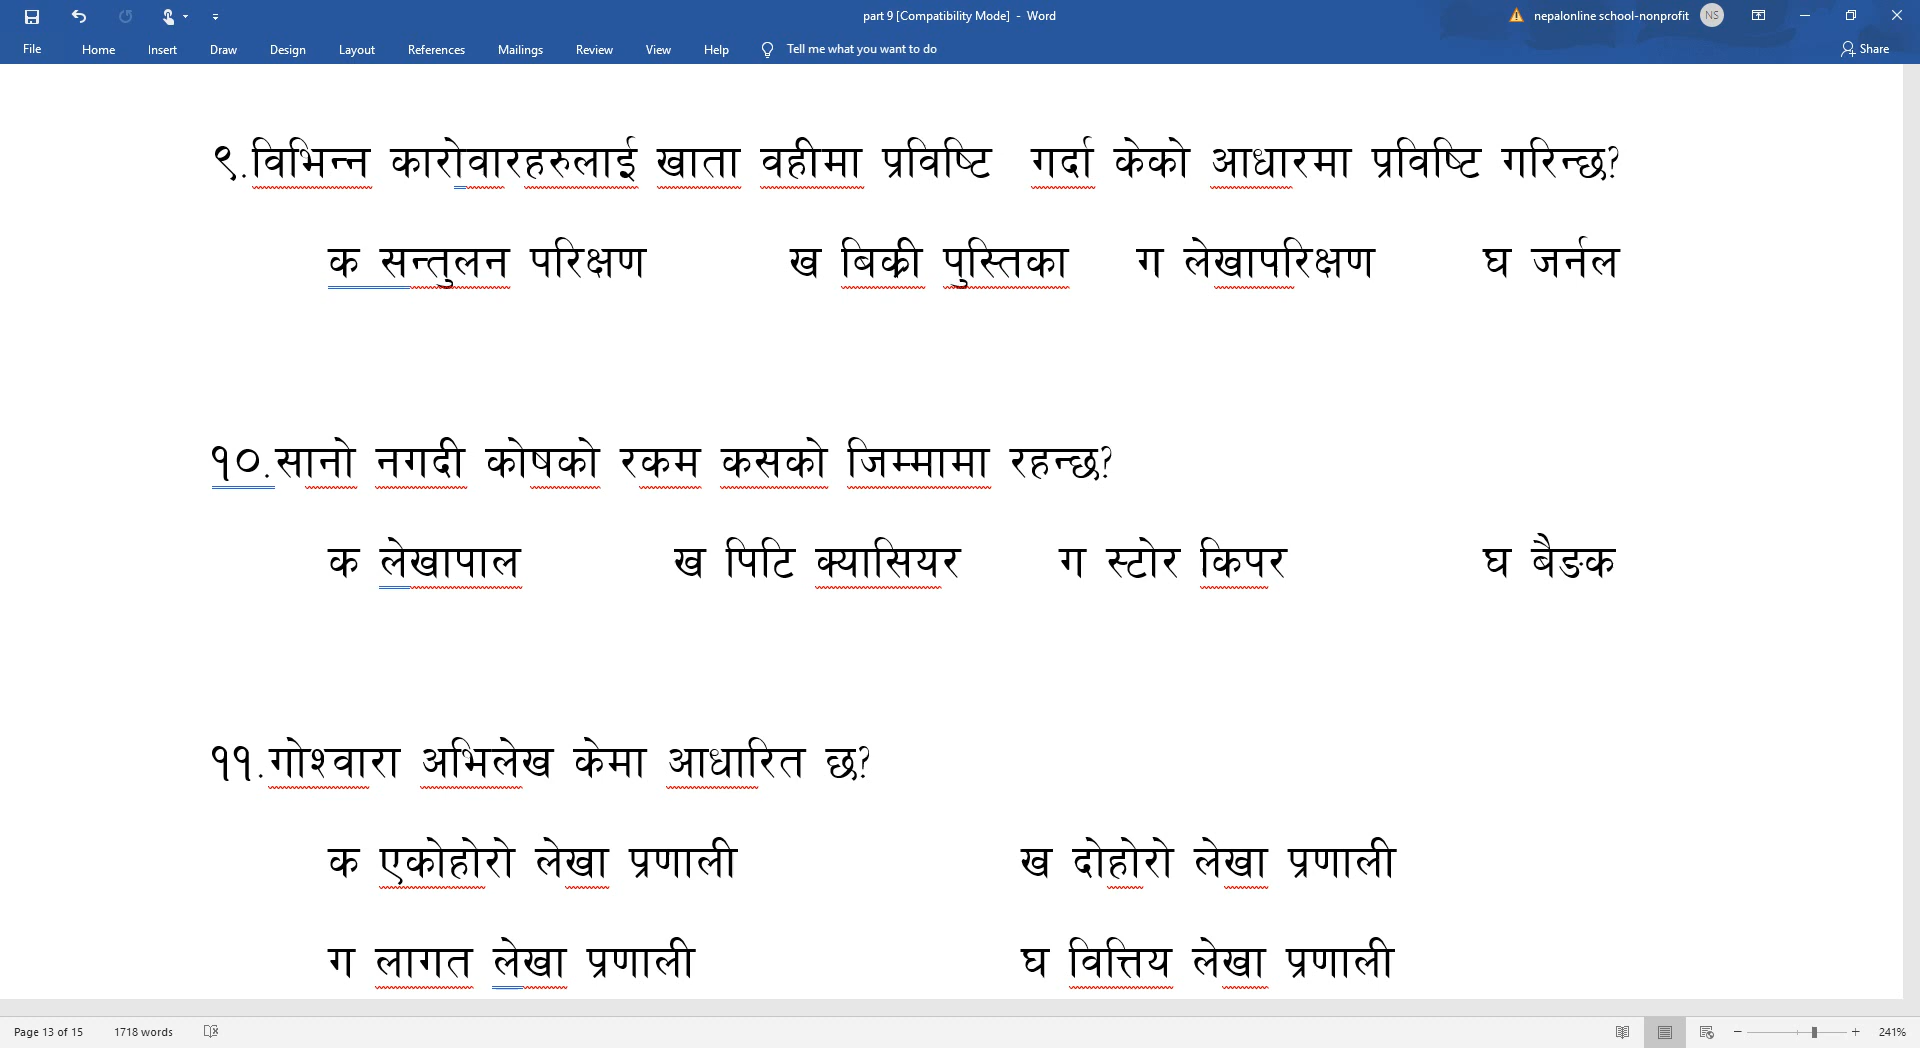 part 9 [Compatibility Mode] - Word
nepalonline school-nonprofit NS
File Home Insert Draw Design Layout References Mailings Review View Help Tell me what you want to do Share
९.विभिन्न कारोवारहरुलाई खाता वहीमा प्रविष्टि गर्दा केको आधारमा प्रविष्टि गरिन्छ?
क सन्तुलन परिक्षण ख बिक्री पुस्तिका ग लेखापरिक्षण घ जर्नल
१०.सानो नगदी कोषको रकम कसको जिम्मामा रहन्छ?
क लेखापाल ख पिटि क्यासियर ग स्टोर किपर घ बैङक
११.गोश्वारा अभिलेख केमा आधारित छ?
क एकोहोरो लेखा प्रणाली ख दोहोरो लेखा प्रणाली
ग लागत लेखा प्रणाली घ वित्तिय लेखा प्रणाली
Page 13 of 15 1718 words 241%